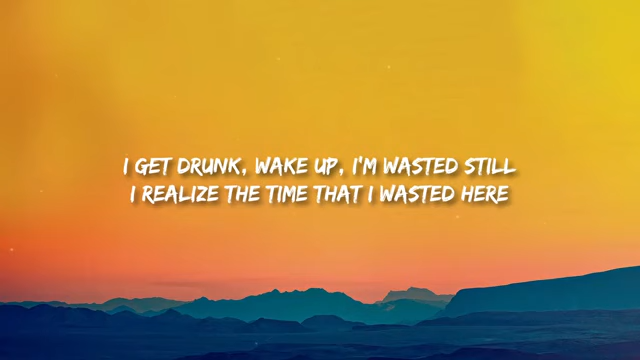 I GET DRUNK, WAKE UP, I'M WASTED STILL
I REALIZE THE TIME THAT I WASTED HERE